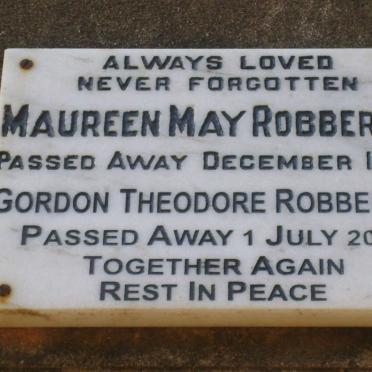 ALWAYS LOVED
NEVER FORGOTTEN
MAUREEN MAY ROBBER
PASSED AWAY DECEMBER 1
GORDON THEODORE ROBBE
PASSED AWAY 1 JULY 20
TOGETHER AGAIN
REST IN PEACE